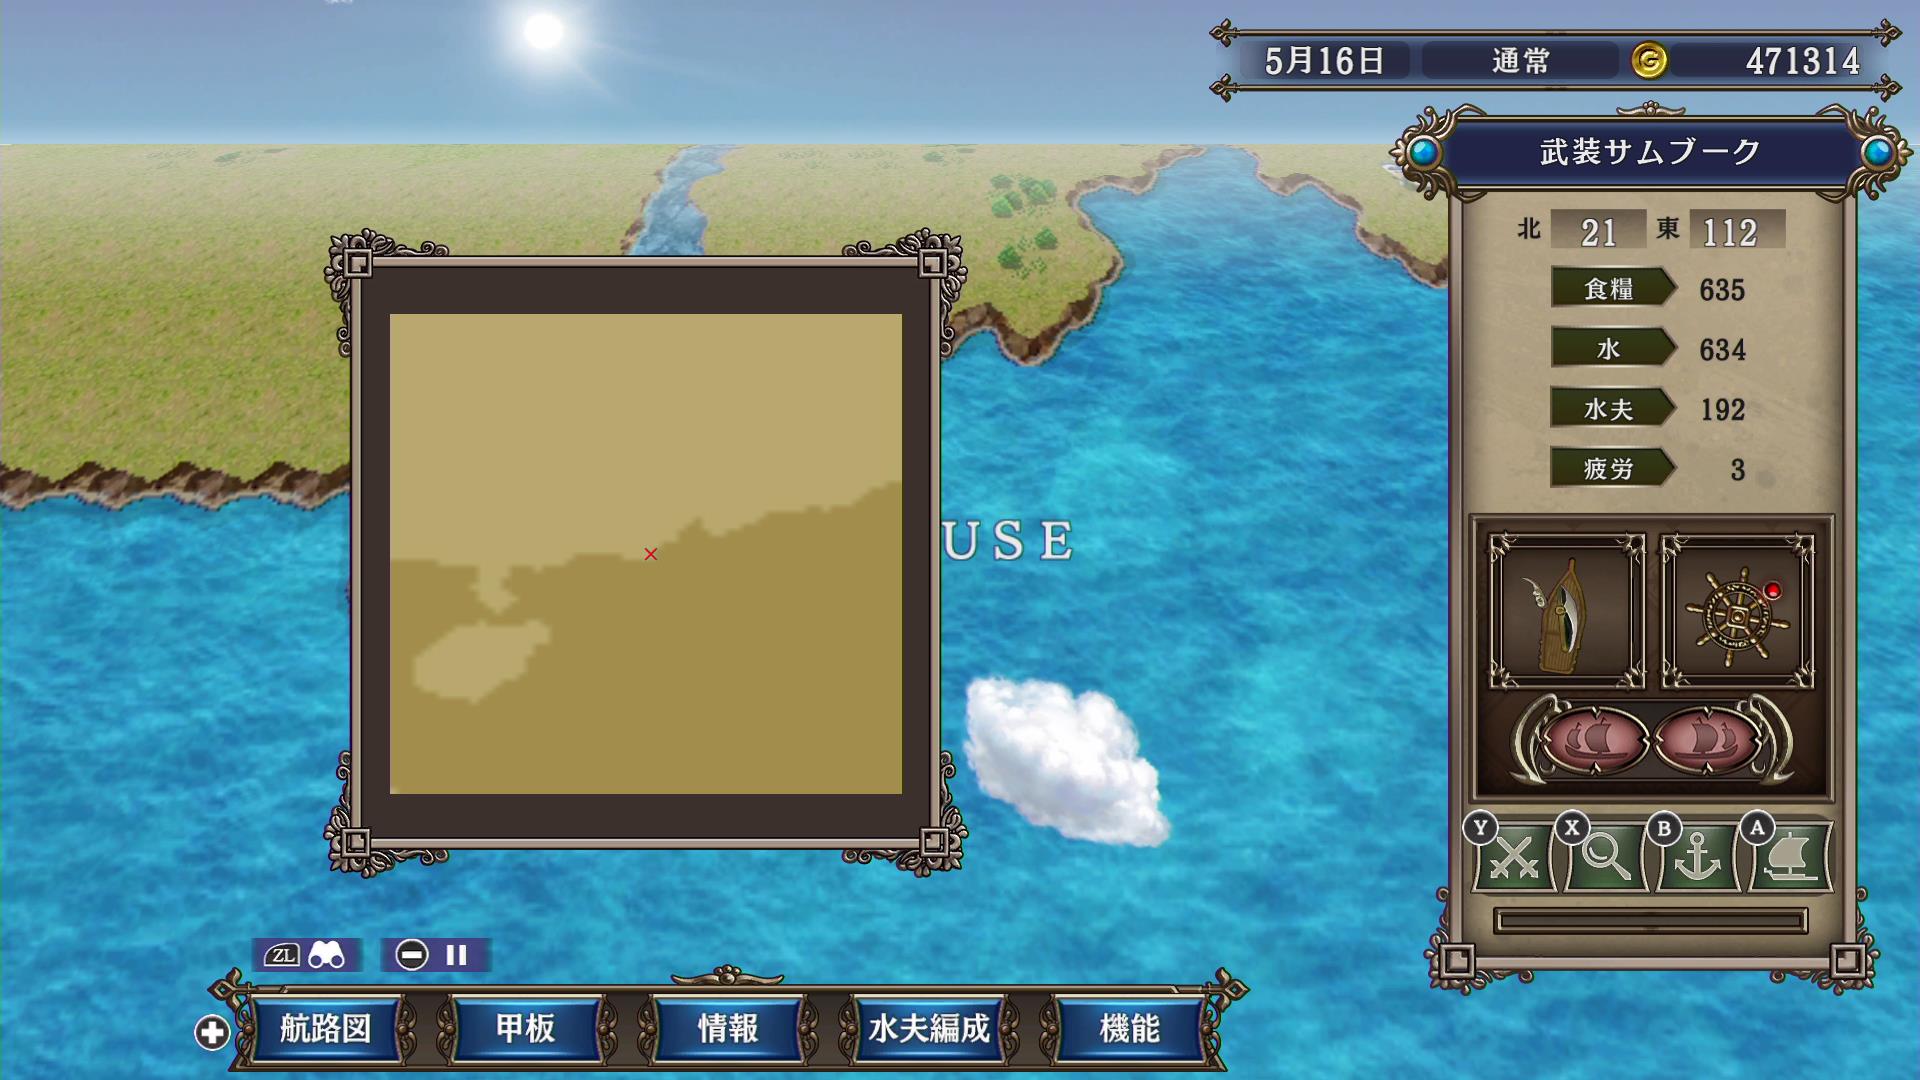 5月16日 通常 G 471314
武装サムブーク
北 21 東 112
食糧 635
水 634
水夫 192
疲労 3
USE
Y X B A
ZL
航路図 甲板 情報 水夫編成 機能